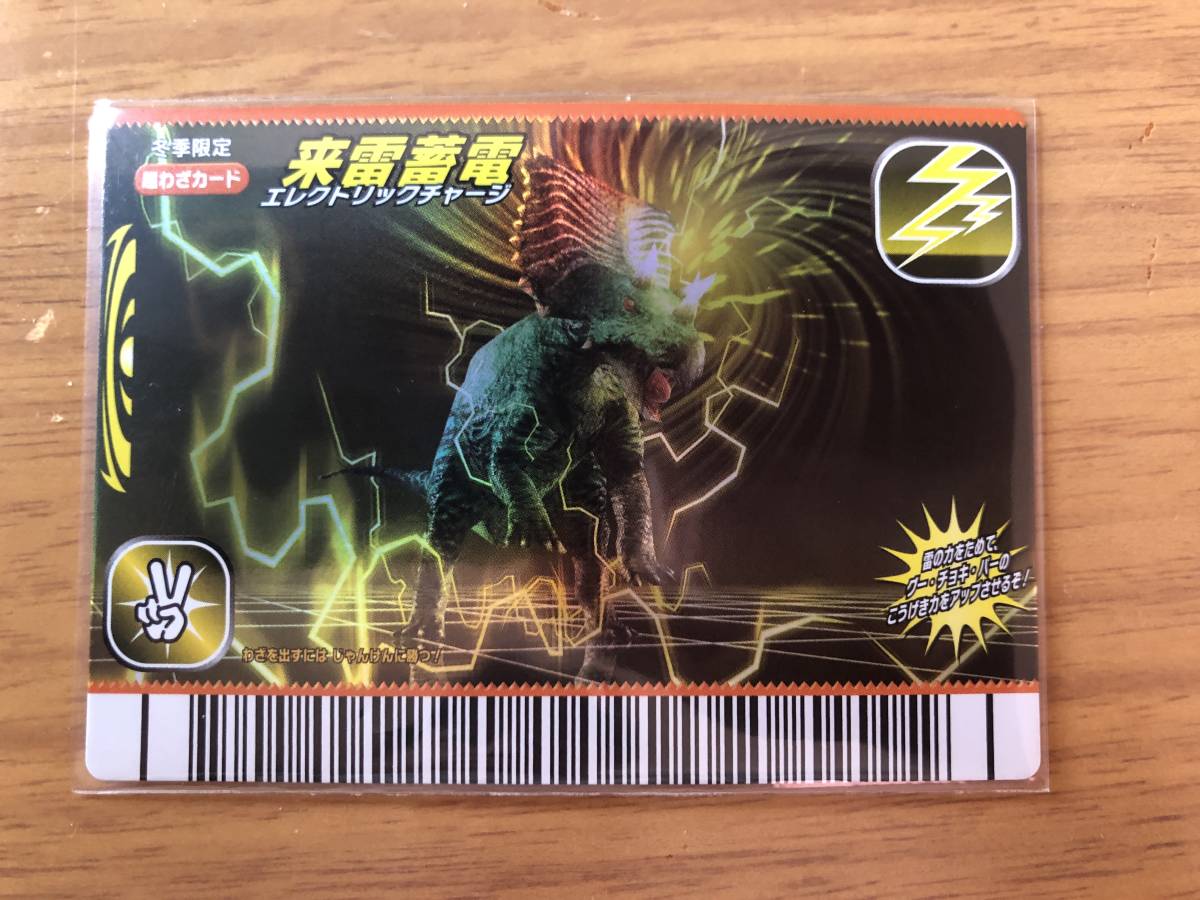 冬季限定
超わざカード
来雷蓄電
エレクトリックチャージ
雷の力をためて、
グー・チョキ・パーの
こうげき力をアップさせるぞ!
わざを出すには じゃんけんに勝つ!